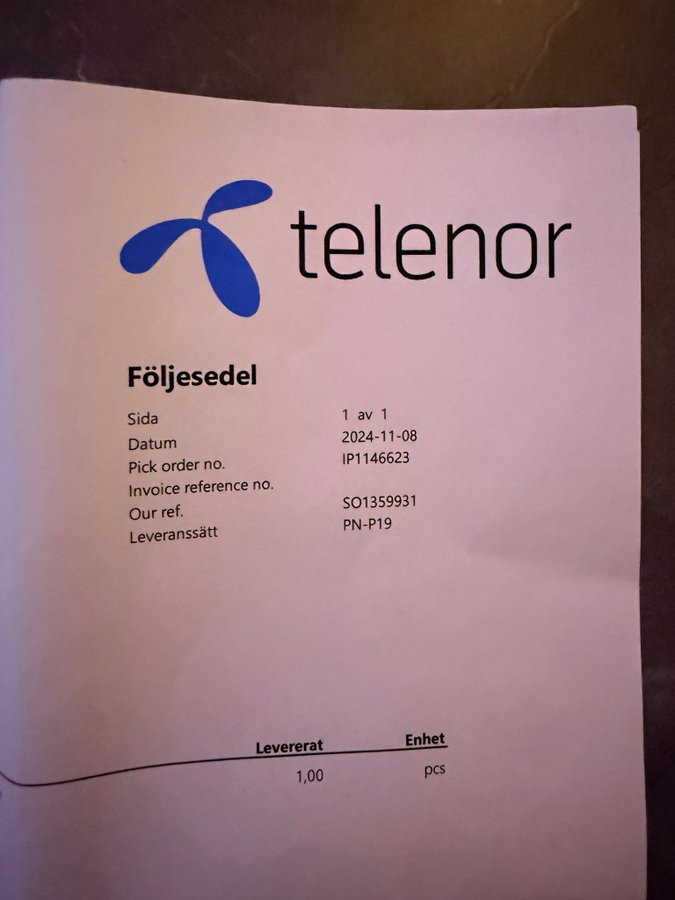 telenor
Följesedel
Sida 1 av 1
Datum 2024-11-08
Pick order no. IP1146623
Invoice reference no.
Our ref. SO1359931
Leveranssätt PN-P19
Levererat Enhet
1,00 pcs